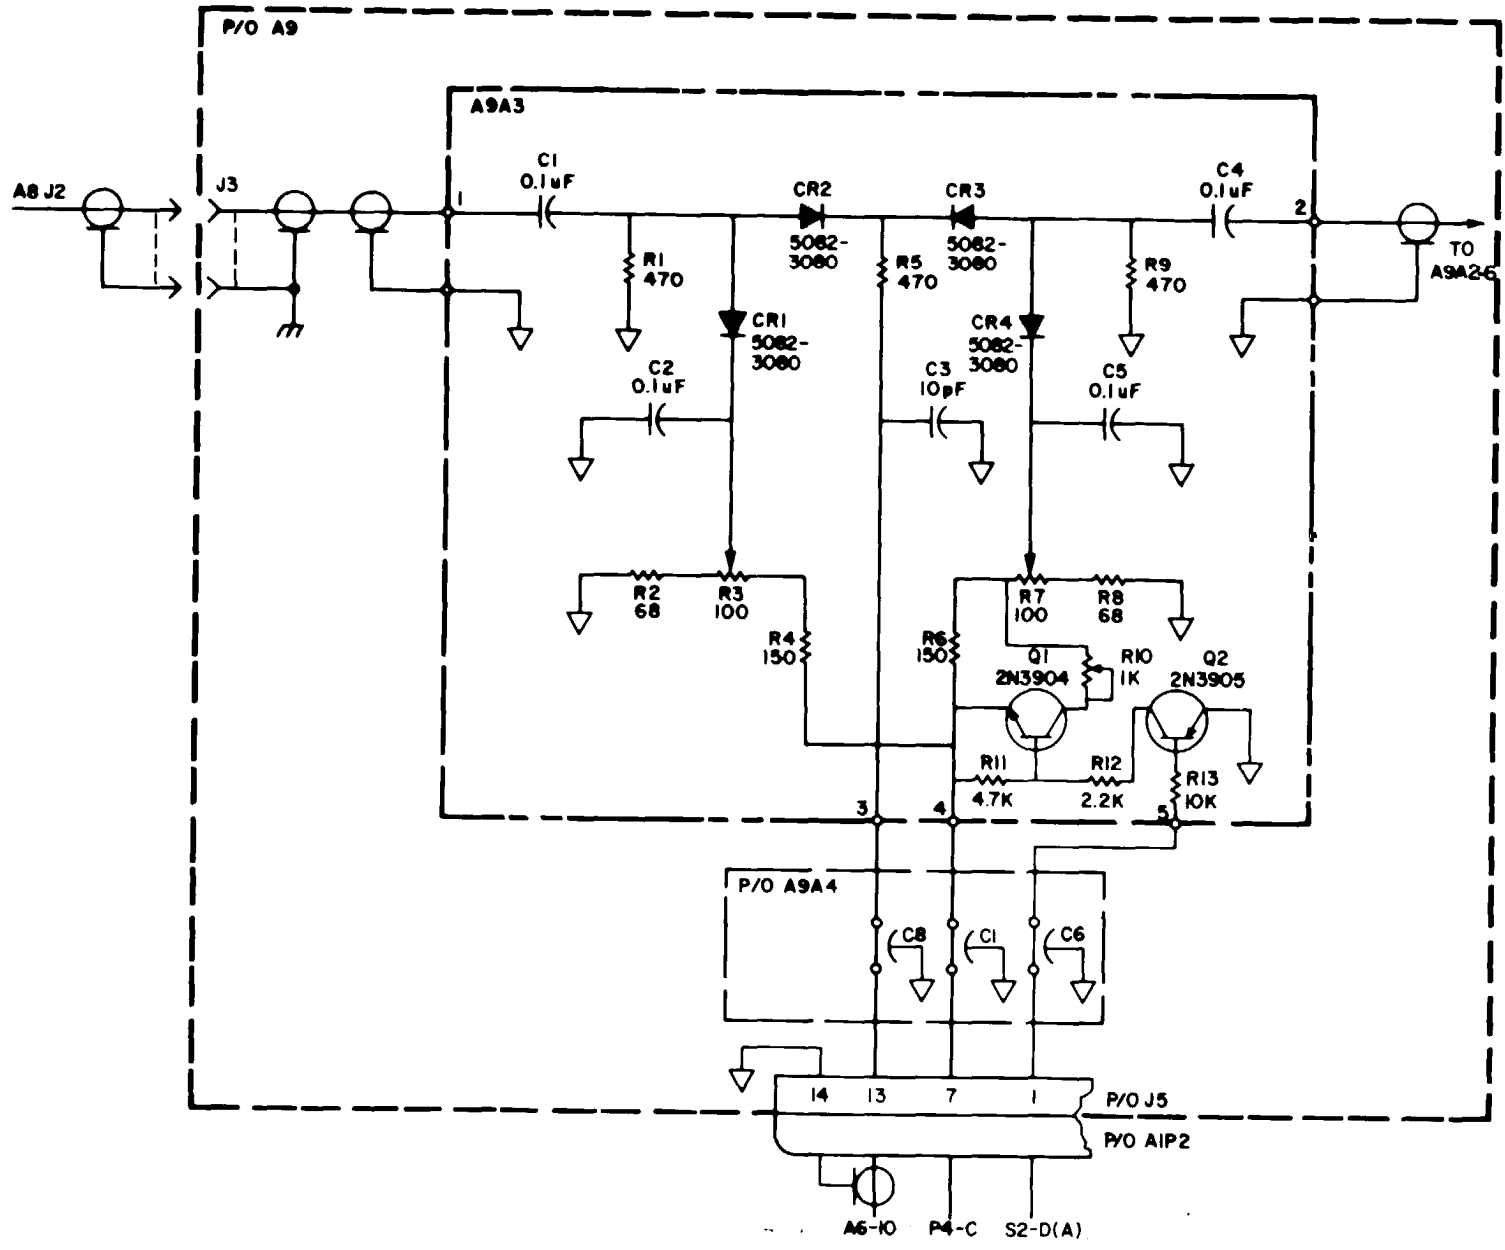 P/O A9
A9A3
A8 J2
J3
1
C1
0.1uF
CR2
5082-
3080
CR3
5082-
3080
C4
0.1uF
2
TO
A9A2-6
R1
470
R5
470
R9
470
CR1
5082-
3080
CR4
5082-
3080
C2
0.1uF
C3
10pF
C5
0.1uF
R2
68
R3
100
R7
100
R8
68
R4
150
R6
150
Q1
2N3904
R10
1K
Q2
2N3905
R11
4.7K
R12
2.2K
R13
10K
3
4
5
P/O A9A4
C8
C1
C6
14
13
7
1
P/O J5
P/O A1P2
A6-10
P4-C
S2-D(A)